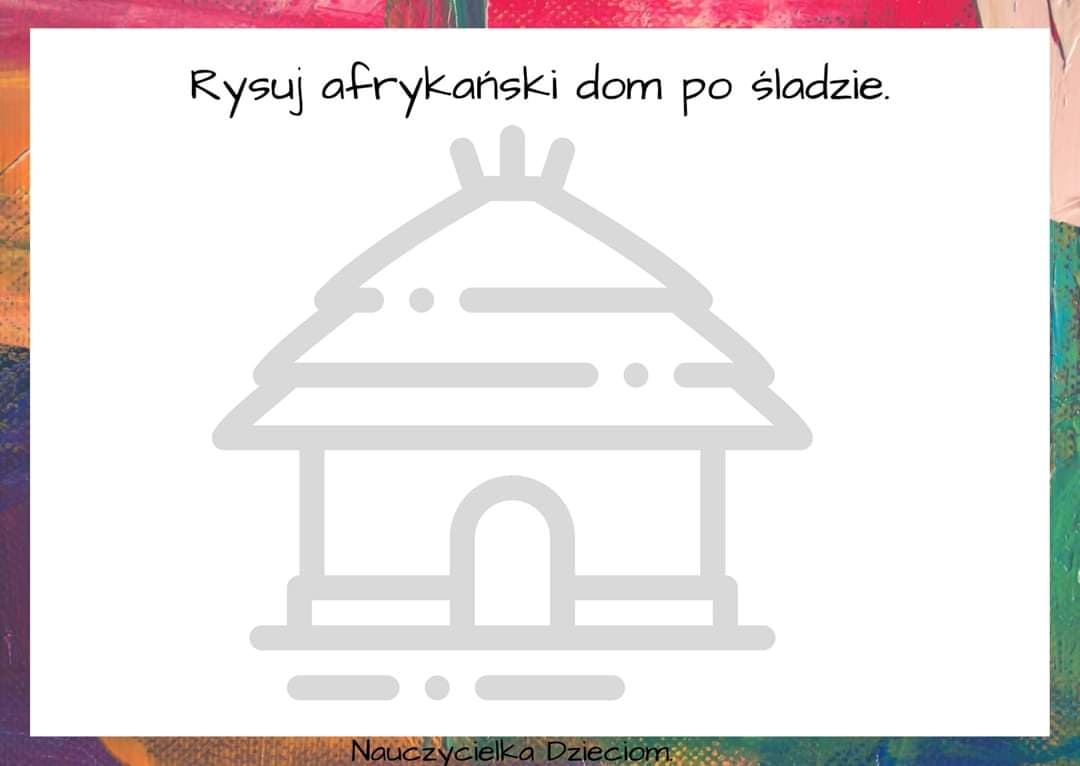 Rysuj afrykański dom po śladzie.
Nauczycielka Dzieciom.